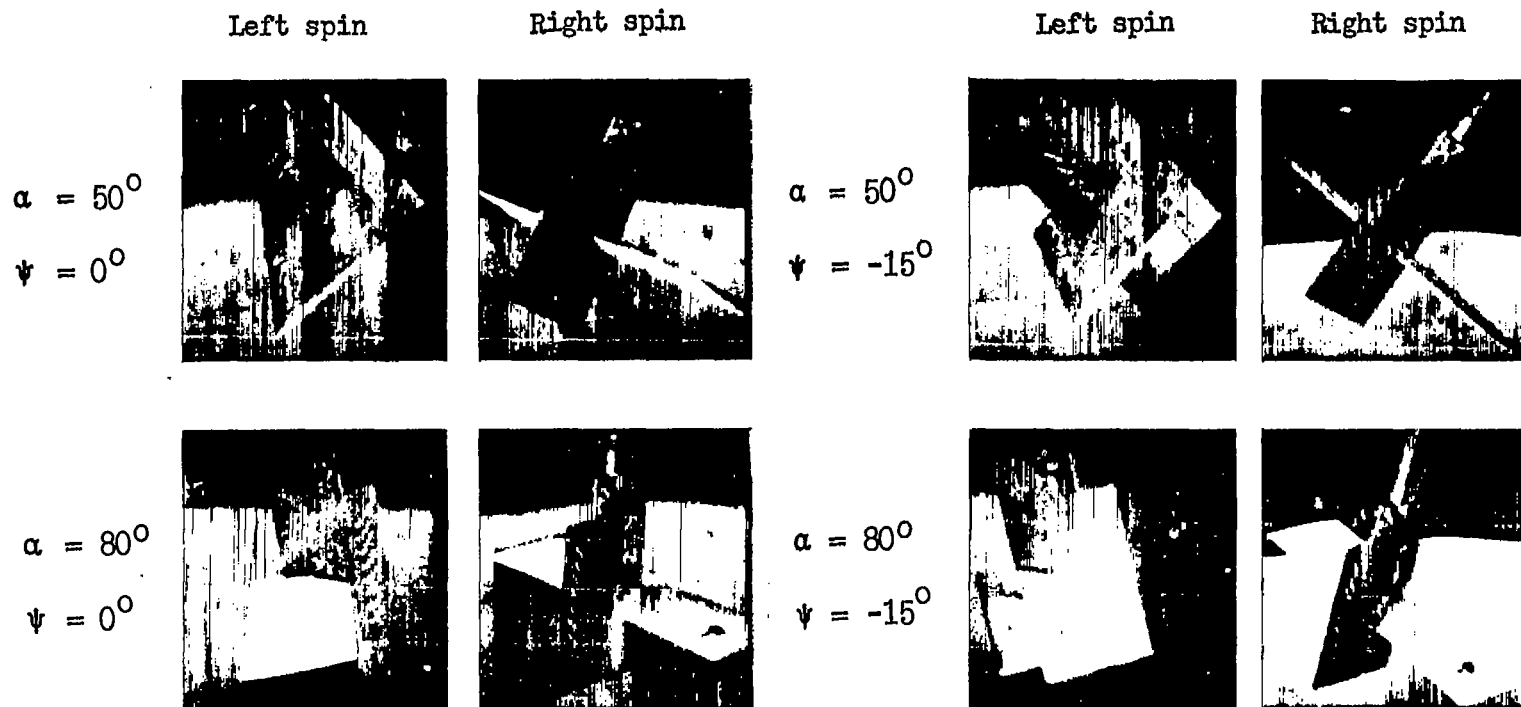 Left spin Right spin Left spin Right spin
α = 50° α = 50°
ψ = 0° ψ = -15°
α = 80° α = 80°
ψ = 0° ψ = -15°